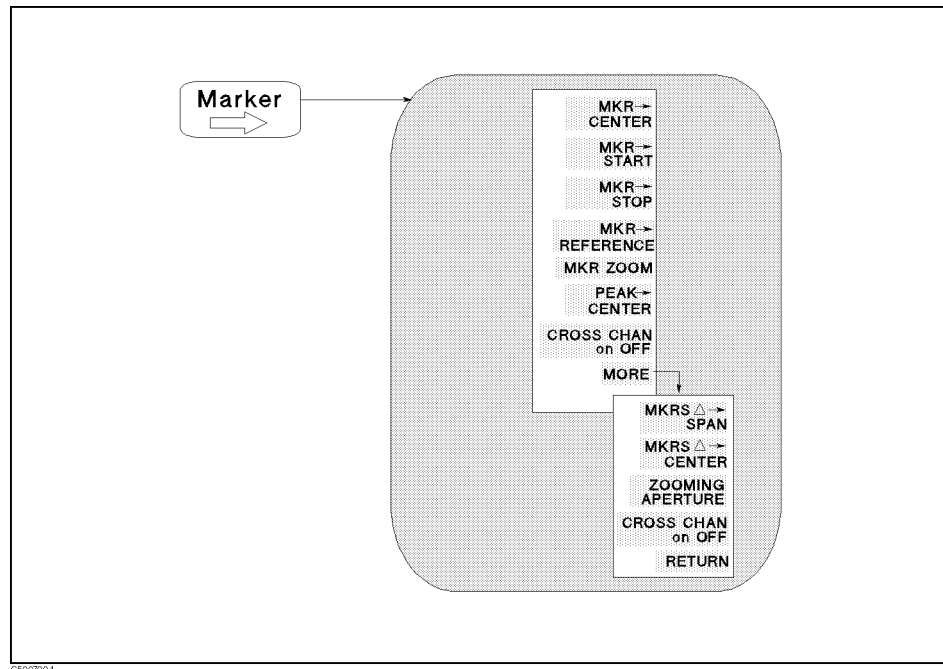 Marker
MKR→
CENTER
MKR→
START
MKR→
STOP
MKR→
REFERENCE
MKR ZOOM
PEAK→
CENTER
CROSS CHAN
on OFF
MORE
MKRS △→
SPAN
MKRS △→
CENTER
ZOOMING
APERTURE
CROSS CHAN
on OFF
RETURN